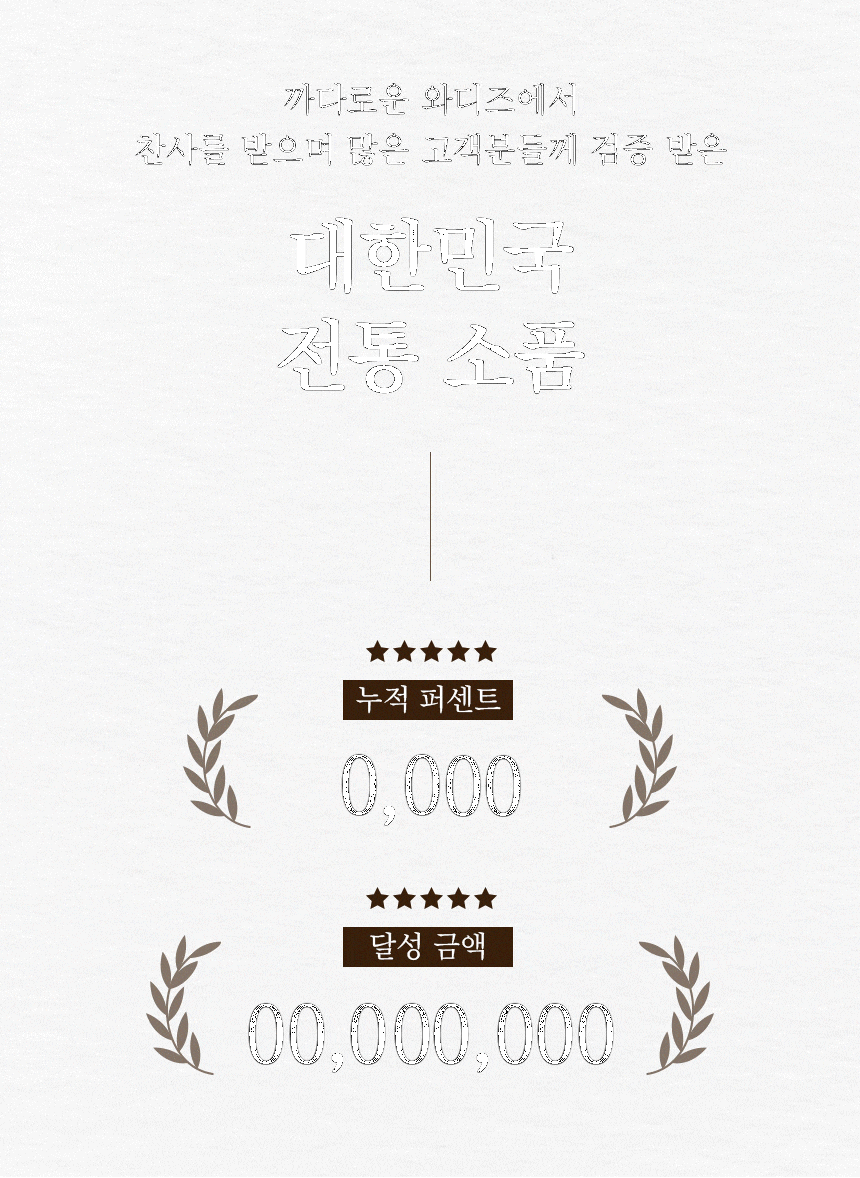 까다로운 와디즈에서
찬사를 받으며 많은 고객분들께 검증 받은
대한민국
전통 소품
누적 퍼센트
0,000
달성 금액
00,000,000